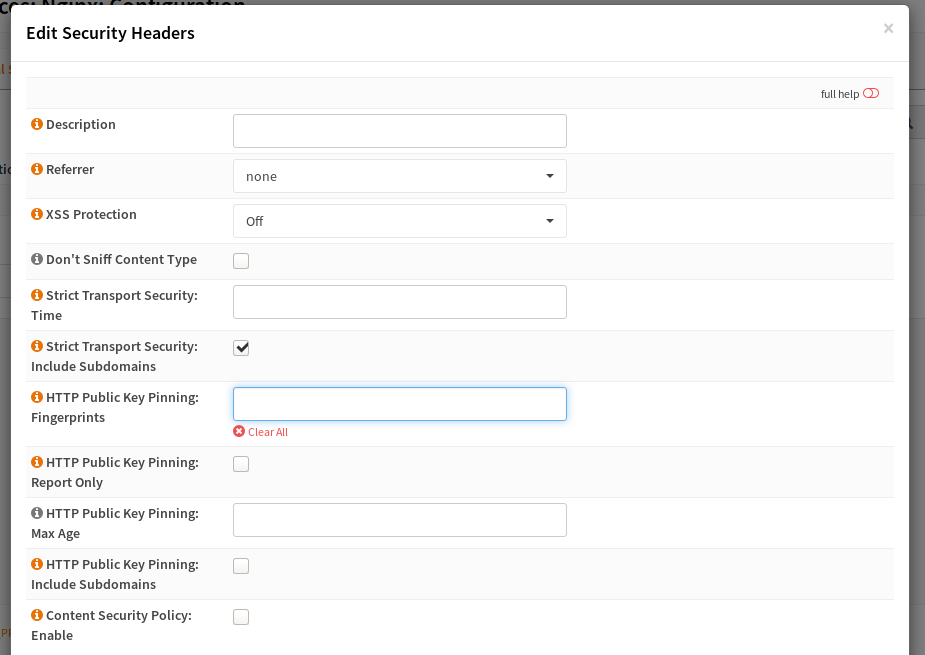 Edit Security Headers
×
full help
Description
Referrer
none
XSS Protection
Off
Don't Sniff Content Type
Strict Transport Security:
Time
Strict Transport Security:
Include Subdomains
HTTP Public Key Pinning:
Fingerprints
Clear All
HTTP Public Key Pinning:
Report Only
HTTP Public Key Pinning:
Max Age
HTTP Public Key Pinning:
Include Subdomains
Content Security Policy:
Enable